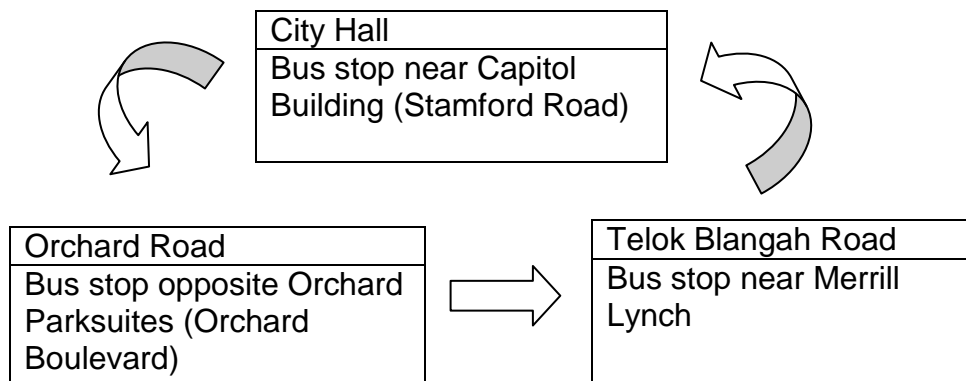 City Hall
Bus stop near Capitol
Building (Stamford Road)
Orchard Road
Bus stop opposite Orchard
Parksuites (Orchard
Boulevard)
Telok Blangah Road
Bus stop near Merrill
Lynch